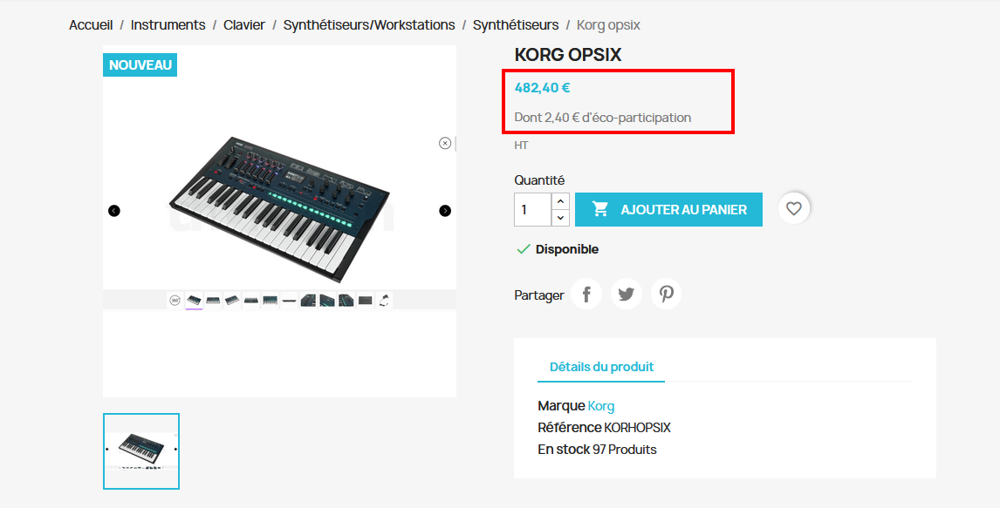 Accueil / Instruments / Clavier / Synthétiseurs/Workstations / Synthétiseurs / Korg opsix
NOUVEAU
KORG OPSIX
482,40 €
Dont 2,40 € d'éco-participation
HT
Quantité
1
AJOUTER AU PANIER
Disponible
Partager
Détails du produit
Marque Korg
Référence KORHOPSIX
En stock 97 Produits